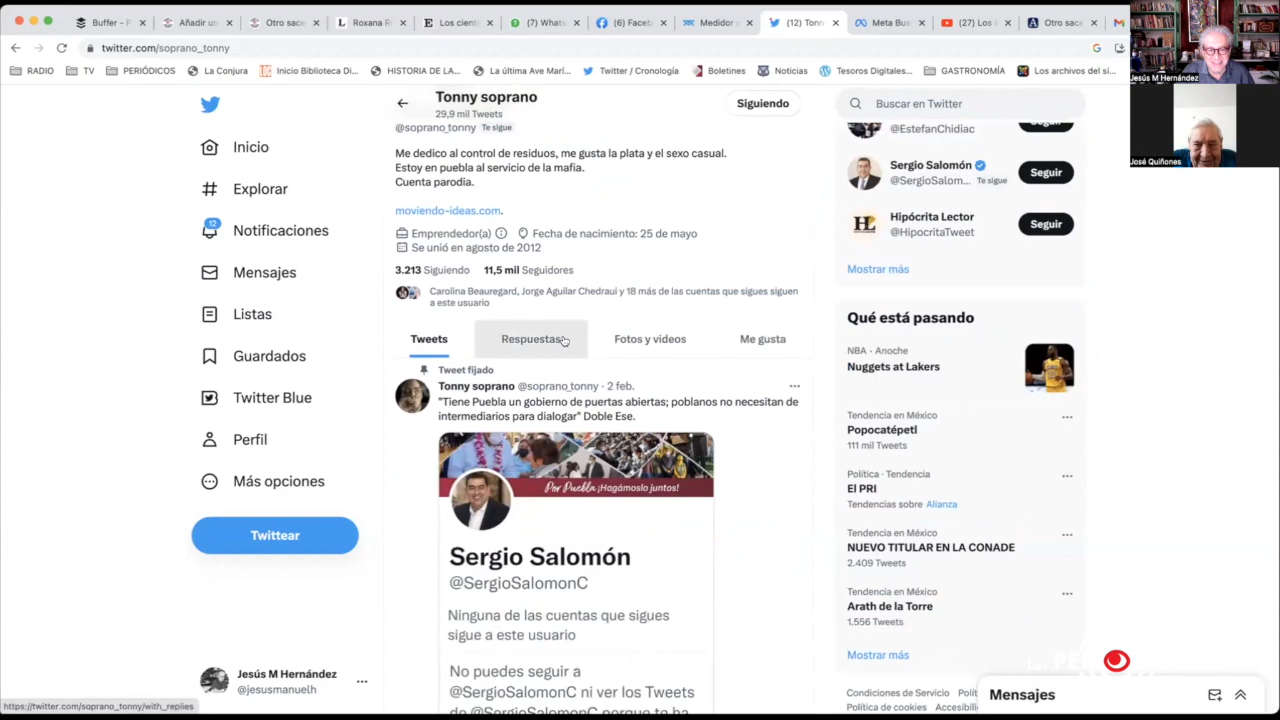 Buffer – P
Añadir un
Otro sace
Roxana R
Los cientí
(7) Whats
(6) Faceb
Medidor
(12) Tonn
Meta Bus
(27) Los
Otro sace
twitter.com/soprano_tonny
RADIO
TV
PERIÓDICOS
La Conjura
Inicio Biblioteca Di...
HISTORIA DE LA...
La última Ave Marí...
Twitter / Cronología
Boletines
Noticias
Tesoros Digitales...
GASTRONOMÍA
Los archivos del si...
Jesús M Hernández
José Quiñones
Inicio
Explorar
12
Notificaciones
Mensajes
Listas
Guardados
Twitter Blue
Perfil
Más opciones
Twittear
Jesús M Hernández
@jesusmanuelh
https://twitter.com/soprano_tonny/with_replies
Tonny soprano
29,9 mil Tweets
Siguiendo
@soprano_tonny Te sigue
Me dedico al control de residuos, me gusta la plata y el sexo casual.
Estoy en puebla al servicio de la mafia.
Cuenta parodia.
moviendo-ideas.com.
Emprendedor(a) Fecha de nacimiento: 25 de mayo
Se unió en agosto de 2012
3.213 Siguiendo 11,5 mil Seguidores
Carolina Beauregard, Jorge Aguilar Chedraui y 18 más de las cuentas que sigues siguen
a este usuario
Tweets Respuestas Fotos y videos Me gusta
Tweet fijado
Tonny soprano @soprano_tonny · 2 feb.
"Tiene Puebla un gobierno de puertas abiertas; poblanos no necesitan de
intermediarios para dialogar" Doble Ese.
Por Puebla ¡Hagámoslo juntos!
Sergio Salomón
@SergioSalomonC
Ninguna de las cuentas que sigues
sigue a este usuario
No puedes seguir a
@SergioSalomonC ni ver los Tweets
de @SergioSalomonC porque te ha
Buscar en Twitter
@EstefanChidiac
Sergio Salomón
@SergioSalom... Te sigue
Seguir
Hipócrita Lector
@HipocritaTweet
Seguir
Mostrar más
Qué está pasando
NBA · Anoche
Nuggets at Lakers
Tendencia en México
Popocatépetl
111 mil Tweets
Política · Tendencia
El PRI
Tendencias sobre Alianza
Tendencia en México
NUEVO TITULAR EN LA CONADE
2.409 Tweets
Tendencia en México
Arath de la Torre
1.556 Tweets
Mostrar más
Condiciones de Servicio Polít
Política de cookies Accesibili
Mensajes